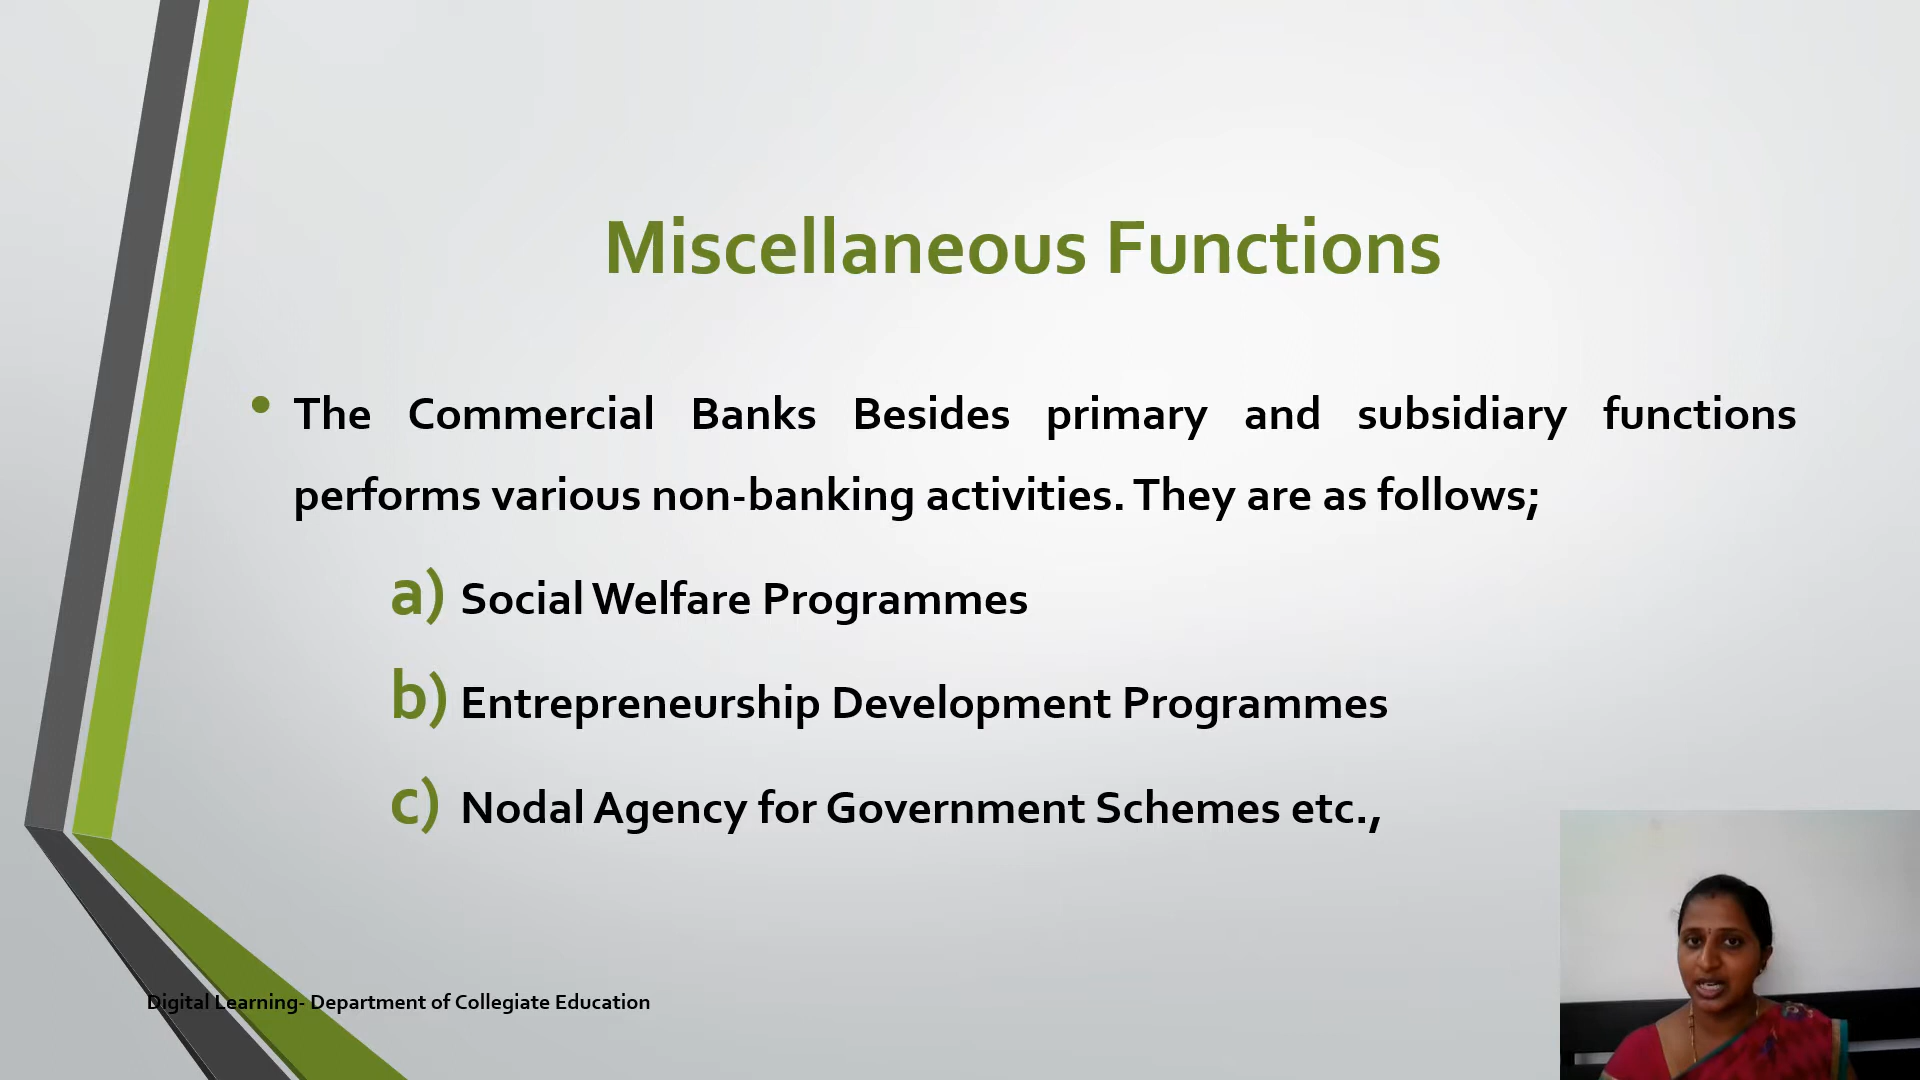 Miscellaneous Functions
• The Commercial Banks Besides primary and subsidiary functions
performs various non-banking activities. They are as follows;
a) Social Welfare Programmes
b) Entrepreneurship Development Programmes
c) Nodal Agency for Government Schemes etc.,
Digital Learning- Department of Collegiate Education